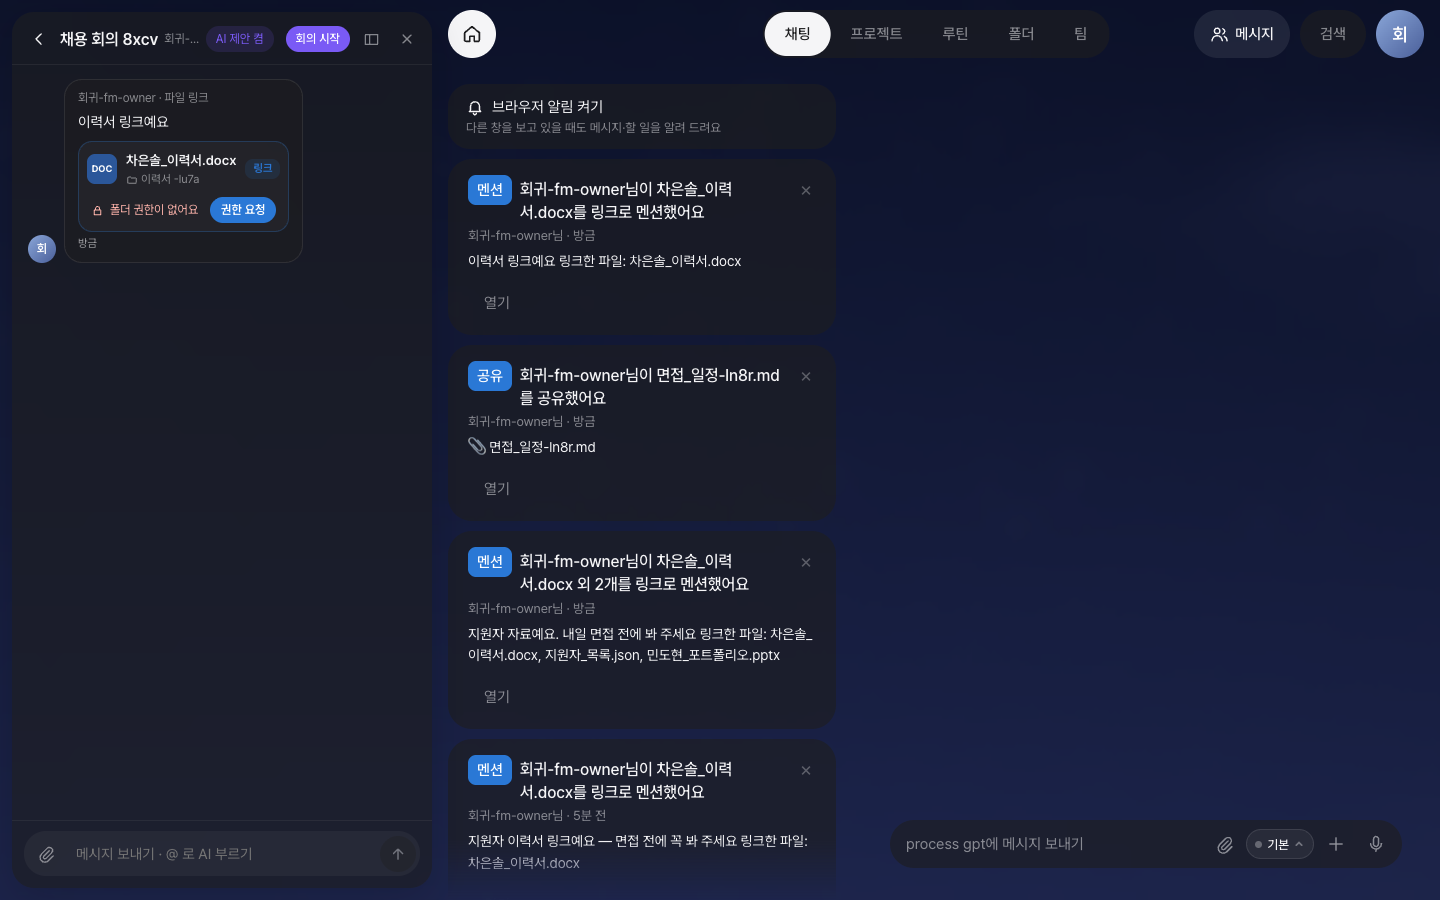 채용 회의 8xcv 회귀-... AI 제안 켬 회의 시작
회귀-fm-owner · 파일 링크
이력서 링크예요
DOC
차은솔_이력서.docx
이력서 -lu7a
링크
폴더 권한이 없어요
권한 요청
방금
회
메시지 보내기 · @ 로 AI 부르기
채팅 프로젝트 루틴 폴더 팀
메시지 검색 회
브라우저 알림 켜기
다른 창을 보고 있을 때도 메시지·할 일을 알려 드려요
멘션
회귀-fm-owner님이 차은솔_이력
서.docx를 링크로 멘션했어요
회귀-fm-owner님 · 방금
이력서 링크예요 링크한 파일: 차은솔_이력서.docx
열기
공유
회귀-fm-owner님이 면접_일정-ln8r.md
를 공유했어요
회귀-fm-owner님 · 방금
면접_일정-ln8r.md
열기
멘션
회귀-fm-owner님이 차은솔_이력
서.docx 외 2개를 링크로 멘션했어요
회귀-fm-owner님 · 방금
지원자 자료예요. 내일 면접 전에 봐 주세요 링크한 파일: 차은솔_
이력서.docx, 지원자_목록.json, 민도현_포트폴리오.pptx
열기
멘션
회귀-fm-owner님이 차은솔_이력
서.docx를 링크로 멘션했어요
회귀-fm-owner님 · 5분 전
지원자 이력서 링크예요 — 면접 전에 꼭 봐 주세요 링크한 파일:
차은솔_이력서.docx
process gpt에 메시지 보내기
기본